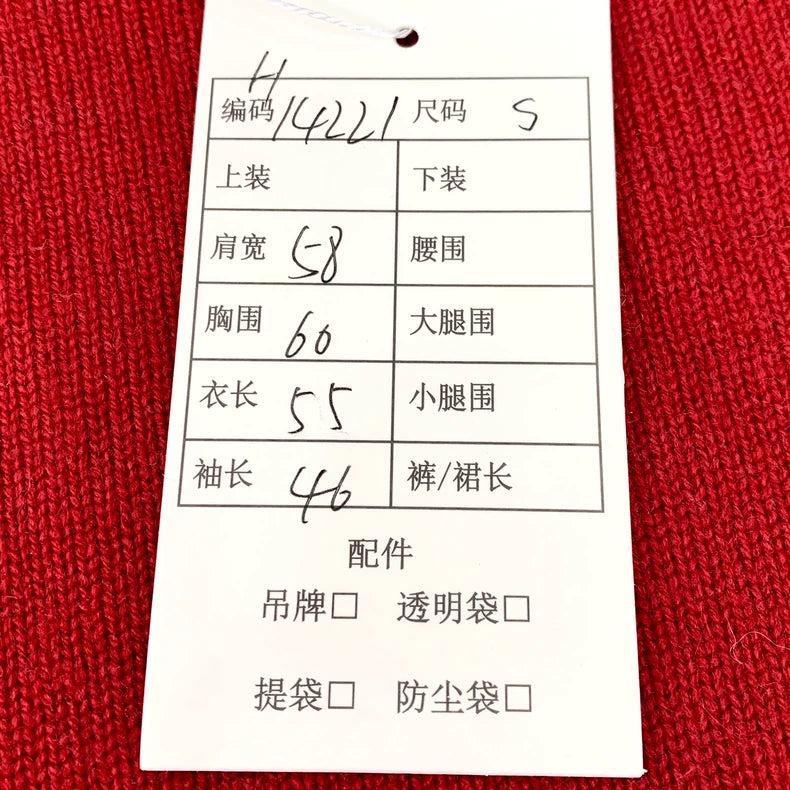 编码 H14221 尺码 S
上装 下装
肩宽 58 腰围
胸围 60 大腿围
衣长 55 小腿围
袖长 46 裤/裙长
配件
吊牌□ 透明袋□
提袋□ 防尘袋□